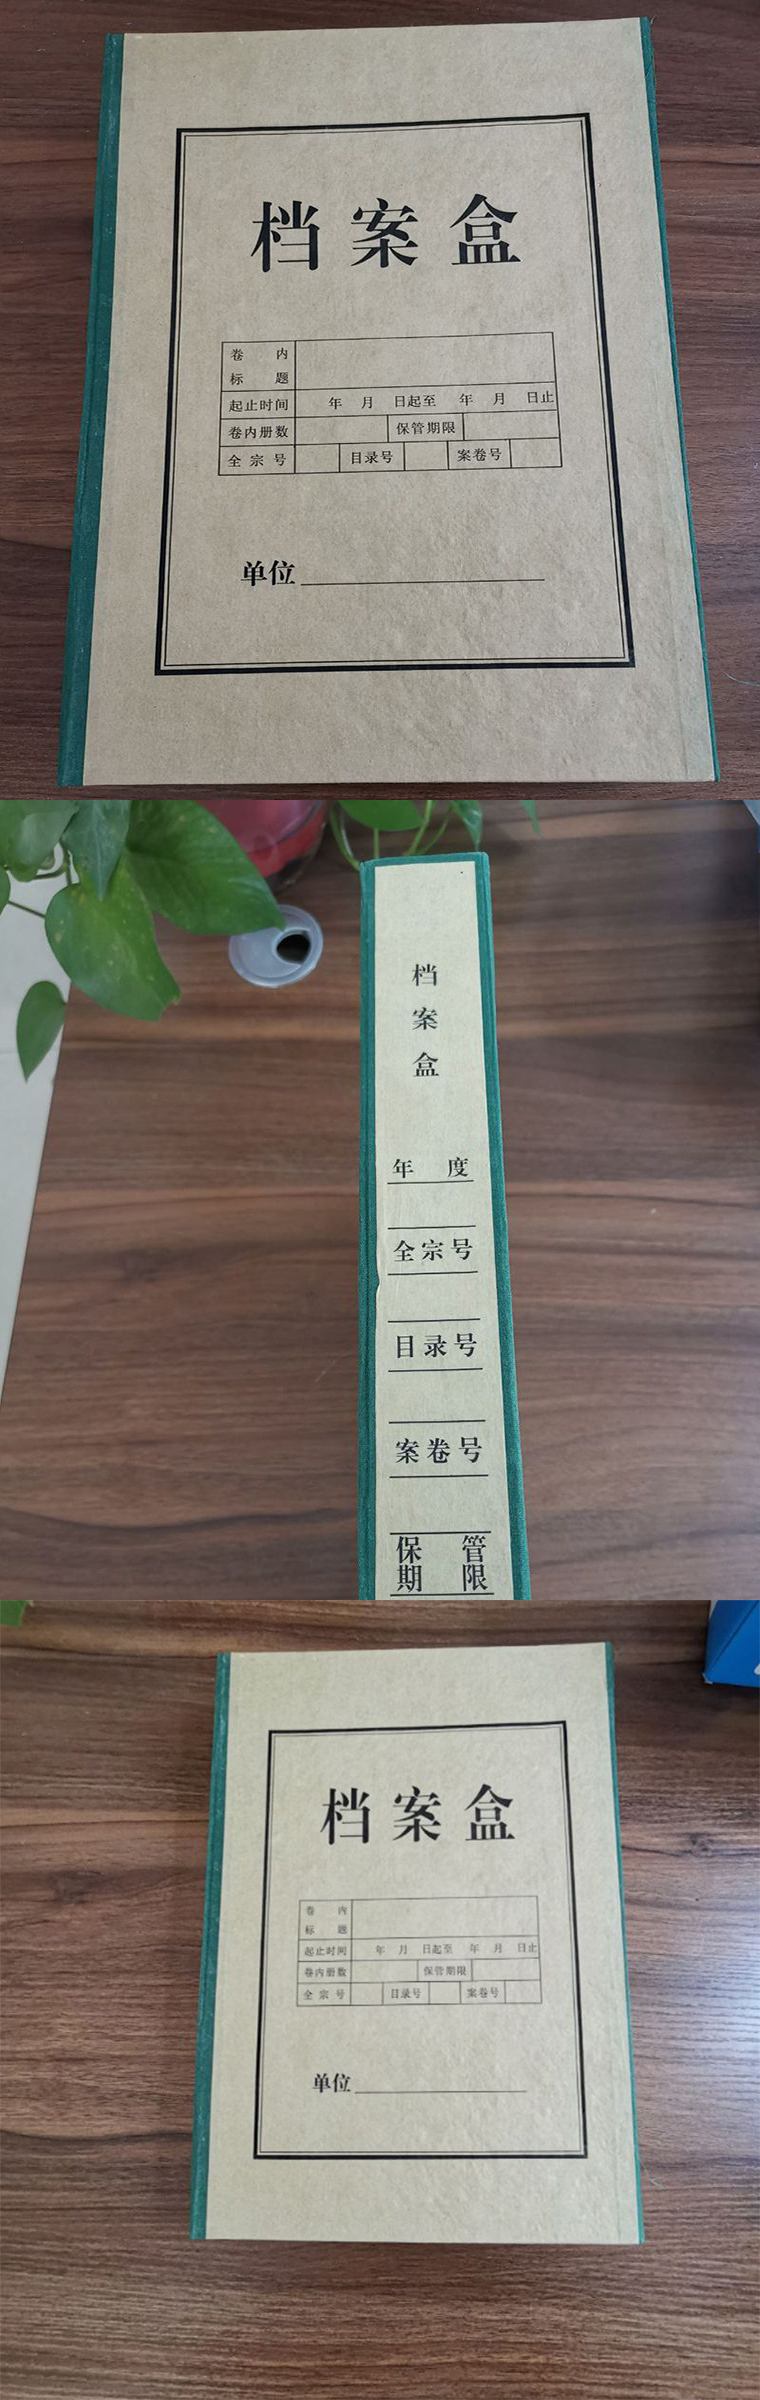 档案盒
卷内
标题
起止时间 年 月 日起至 年 月 日止
卷内册数 保管期限
全宗号 目录号 案卷号
单位
档
案
盒
年度
全宗号
目录号
案卷号
保管
期限
档案盒
卷内
标题
起止时间 年 月 日起至 年 月 日止
卷内册数 保管期限
全宗号 目录号 案卷号
单位